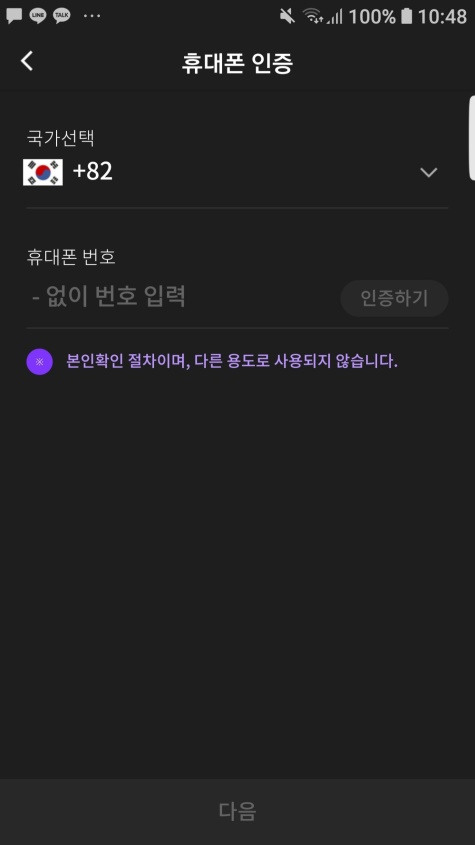 LINE TALK ... 100% 10:48
휴대폰 인증
국가선택
+82
휴대폰 번호
- 없이 번호 입력 인증하기
※ 본인확인 절차이며, 다른 용도로 사용되지 않습니다.
다음